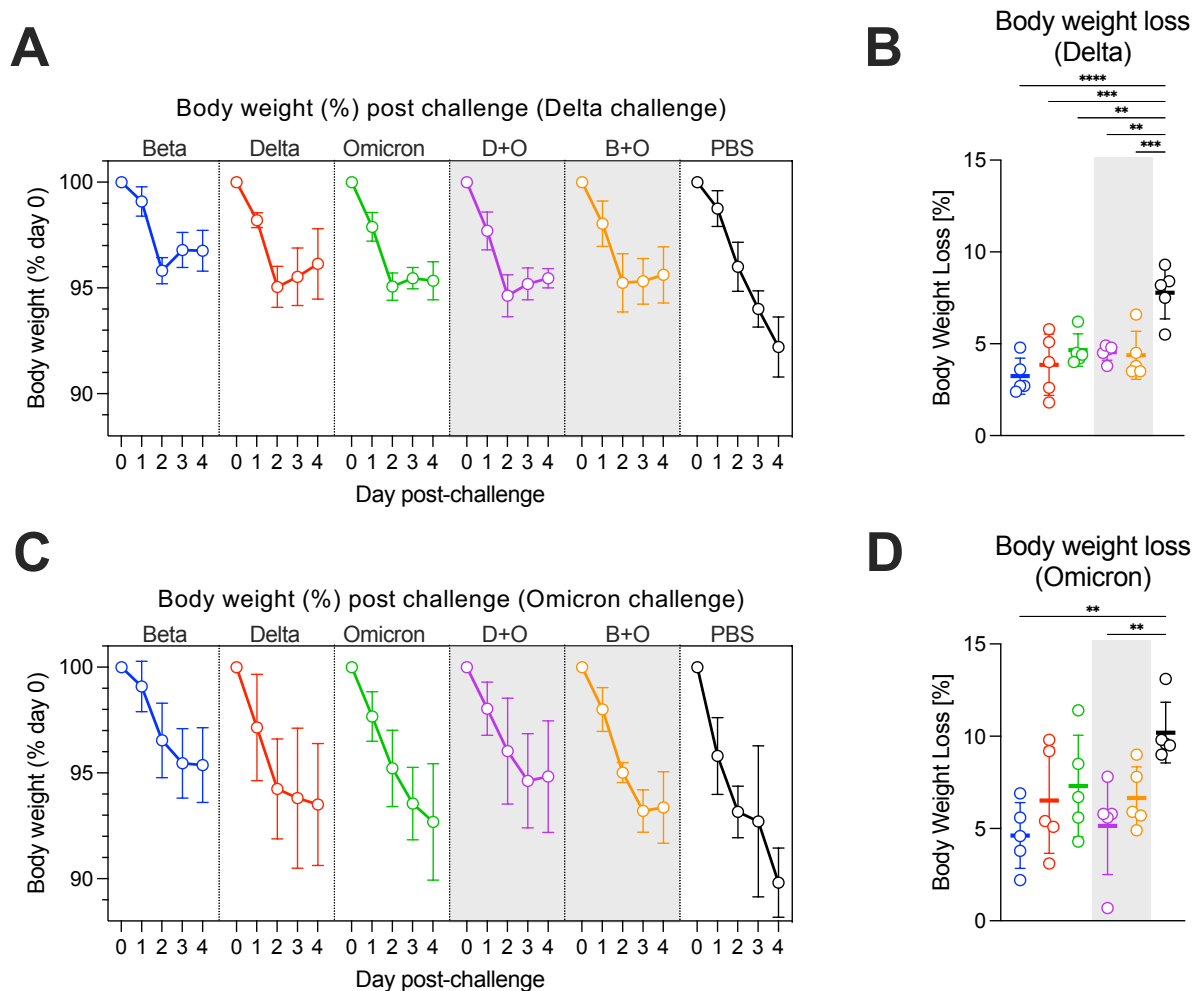 A
Body weight (%) post challenge (Delta challenge)
Beta Delta Omicron D+O B+O PBS
Body weight (% day 0)
100
95
90
0 1 2 3 4 0 1 2 3 4 0 1 2 3 4 0 1 2 3 4 0 1 2 3 4 0 1 2 3 4
Day post-challenge
B
Body weight loss
(Delta)
****
***
**
**
***
Body Weight Loss [%]
15
10
5
0
C
Body weight (%) post challenge (Omicron challenge)
Beta Delta Omicron D+O B+O PBS
Body weight (% day 0)
100
95
90
0 1 2 3 4 0 1 2 3 4 0 1 2 3 4 0 1 2 3 4 0 1 2 3 4 0 1 2 3 4
Day post-challenge
D
Body weight loss
(Omicron)
**
**
Body Weight Loss [%]
15
10
5
0